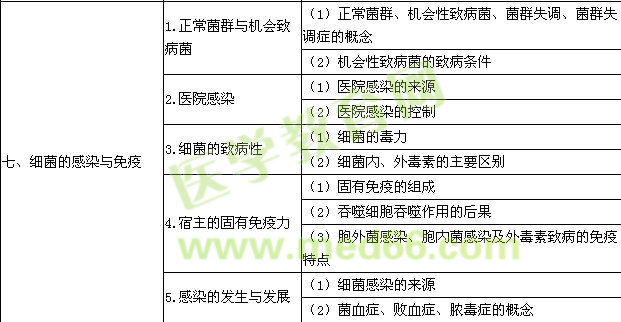 七、细菌的感染与免疫
1.正常菌群与机会致
病菌
（1）正常菌群、机会性致病菌、菌群失调、菌群失
调症的概念
（2）机会性致病菌的致病条件
2.医院感染
（1）医院感染的来源
（2）医院感染的控制
3.细菌的致病性
（1）细菌的毒力
（2）细菌内、外毒素的主要区别
4.宿主的固有免疫力
（1）固有免疫的组成
（2）吞噬细胞吞噬作用的后果
（3）胞外菌感染、胞内菌感染及外毒素致病的免疫
特点
5.感染的发生与发展
（1）细菌感染的来源
（2）菌血症、败血症、脓毒症的概念
医学教育网
www.med66.com